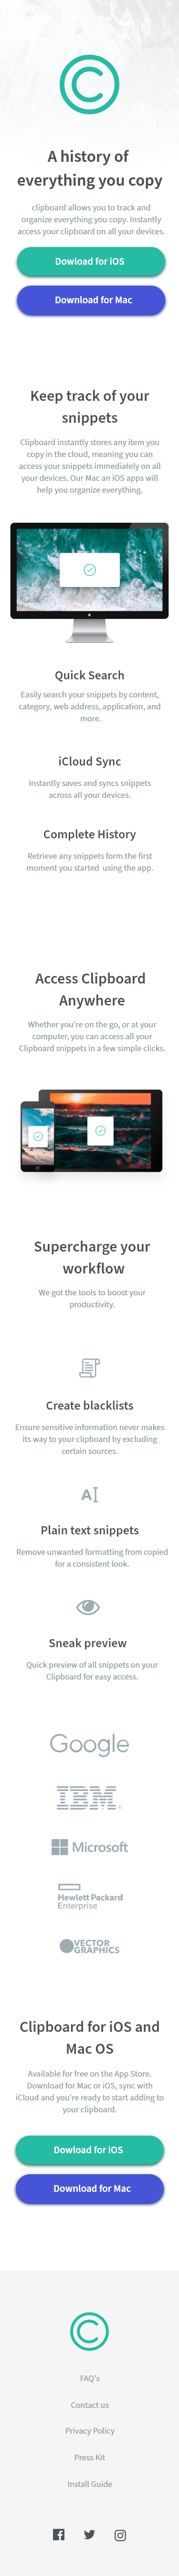 ©
A history of
everything you copy
clipboard allows you to track and
organize everything you copy. Instantly
access your clipboard on all your devices.
Dowload for iOS
Download for Mac
Keep track of your
snippets
Clipboard instantly stores any item you
copy in the cloud, meaning you can
access your snippets immediately on all
your devices. Our Mac an iOS apps will
help you organize everything.
Quick Search
Easily search your snippets by content,
category, web address, application, and
more.
iCloud Sync
Instantly saves and syncs snippets
across all your devices.
Complete History
Retrieve any snippets form the first
moment you started  using the app.
Access Clipboard
Anywhere
Whether you're on the go, or at your
computer, you can access all your
Clipboard snippets in a few simple clicks.
Supercharge your
workflow
We got the tools to boost your
productivity.
Create blacklists
Ensure sensitive information never makes
its way to your clipboard by excluding
certain sources.
A
Plain text snippets
Remove unwanted formatting from copied
for a consistent look.
Sneak preview
Quick preview of all snippets on your
Clipboard for easy access.
Google
IBM
Microsoft
Hewlett Packard
Enterprise
VECTOR
GRAPHICS
Clipboard for iOS and
Mac OS
Available for free on the App Store.
Download for Mac or iOS, sync with
iCloud and you're ready to start adding to
your clipboard.
Dowload for iOS
Download for Mac
©
FAQ's
Contact us
Privacy Policy
Press Kit
Install Guide